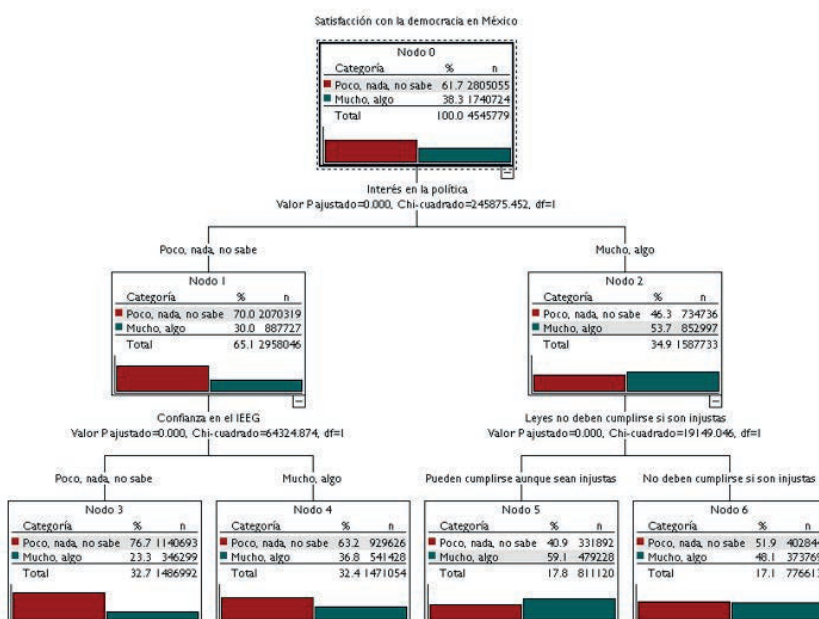 Satisfacción con la democracia en México
Nodo 0
Categoría % n
Poco, nada, no sabe 61.7 2805055
Mucho, algo 38.3 1740724
Total 100.0 4545779
Interés en la política
Valor Pajustado=0.000, Chi-cuadrado=245875.452, df=1
Poco, nada, no sabe
Mucho, algo
Nodo 1
Categoría % n
Poco, nada, no sabe 70.0 2070319
Mucho, algo 30.0 887727
Total 65.1 2958046
Nodo 2
Categoría % n
Poco, nada, no sabe 46.3 734736
Mucho, algo 53.7 852997
Total 34.9 1587733
Confianza en el IEEG
Valor Pajustado=0.000, Chi-cuadrado=64324.874, df=1
Leyes no deben cumplirse si son injustas
Valor Pajustado=0.000, Chi-cuadrado=19149.046, df=1
Poco, nada, no sabe
Mucho, algo
Pueden cumplirse aunque sean injustas
No deben cumplirse si son injustas
Nodo 3
Categoría % n
Poco, nada, no sabe 76.7 1140693
Mucho, algo 23.3 346299
Total 32.7 1486992
Nodo 4
Categoría % n
Poco, nada, no sabe 63.2 929626
Mucho, algo 36.8 541428
Total 32.4 1471054
Nodo 5
Categoría % n
Poco, nada, no sabe 40.9 331892
Mucho, algo 59.1 479228
Total 17.8 811120
Nodo 6
Categoría % n
Poco, nada, no sabe 51.9 402844
Mucho, algo 48.1 373769
Total 17.1 776613